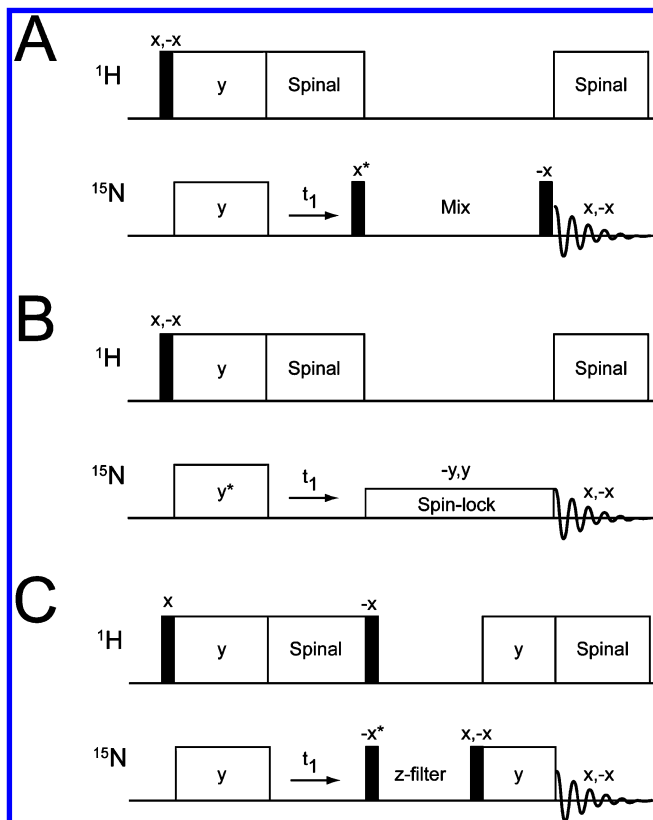 A
x,-x
¹H
y
Spinal
Spinal
¹⁵N
y
t₁
x*
Mix
-x
x,-x
B
x,-x
¹H
y
Spinal
Spinal
¹⁵N
y*
t₁
-y,y
Spin-lock
x,-x
C
x
-x
¹H
y
Spinal
y
Spinal
¹⁵N
y
t₁
-x*
z-filter
x,-x
y
x,-x